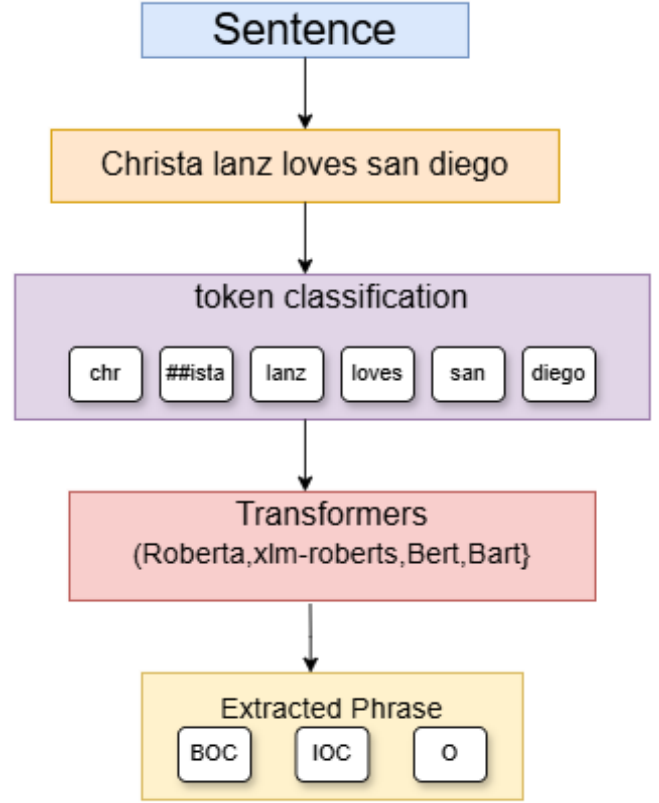 Sentence
Christa lanz loves san diego
token classification
chr ##ista lanz loves san diego
Transformers
(Roberta,xlm-roberts,Bert,Bart}
Extracted Phrase
BOC IOC O